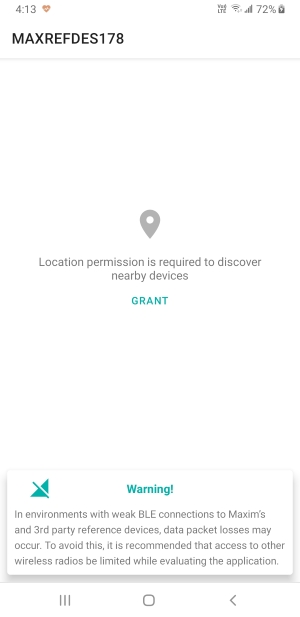 4:13 72%
MAXREFDES178
Location permission is required to discover
nearby devices
GRANT
Warning!
In environments with weak BLE connections to Maxim's
and 3rd party reference devices, data packet losses may
occur. To avoid this, it is recommended that access to other
wireless radios be limited while evaluating the application.